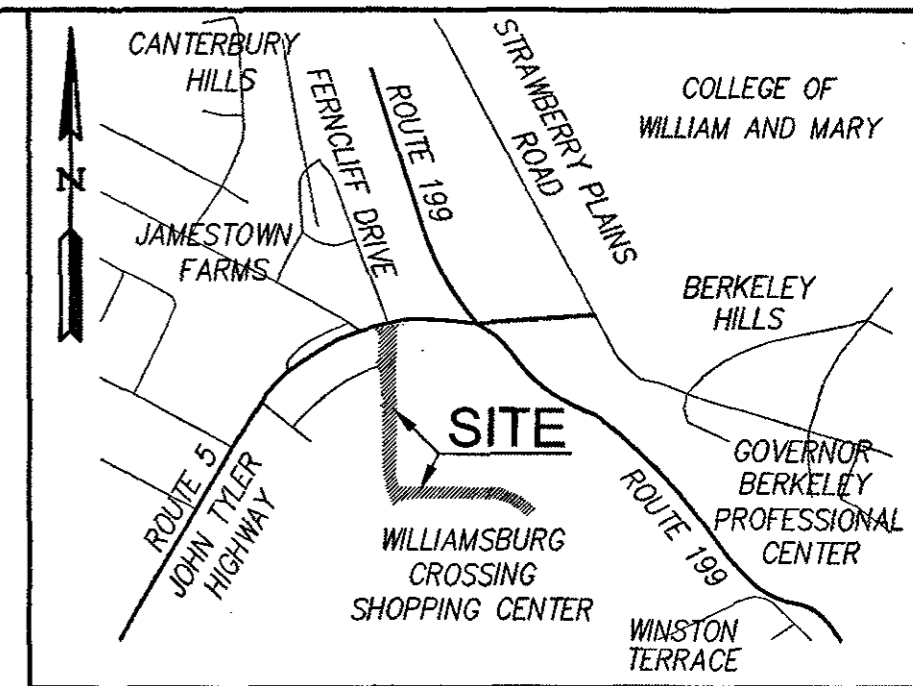 CANTERBURY
HILLS
N
FERNCLIFF DRIVE
ROUTE 199
STRAWBERRY PLAINS
ROAD
COLLEGE OF
WILLIAM AND MARY
JAMESTOWN
FARMS
BERKELEY
HILLS
SITE
ROUTE 5
JOHN TYLER
HIGHWAY
WILLIAMSBURG
CROSSING
SHOPPING CENTER
ROUTE 199
GOVERNOR
BERKELEY
PROFESSIONAL
CENTER
WINSTON
TERRACE